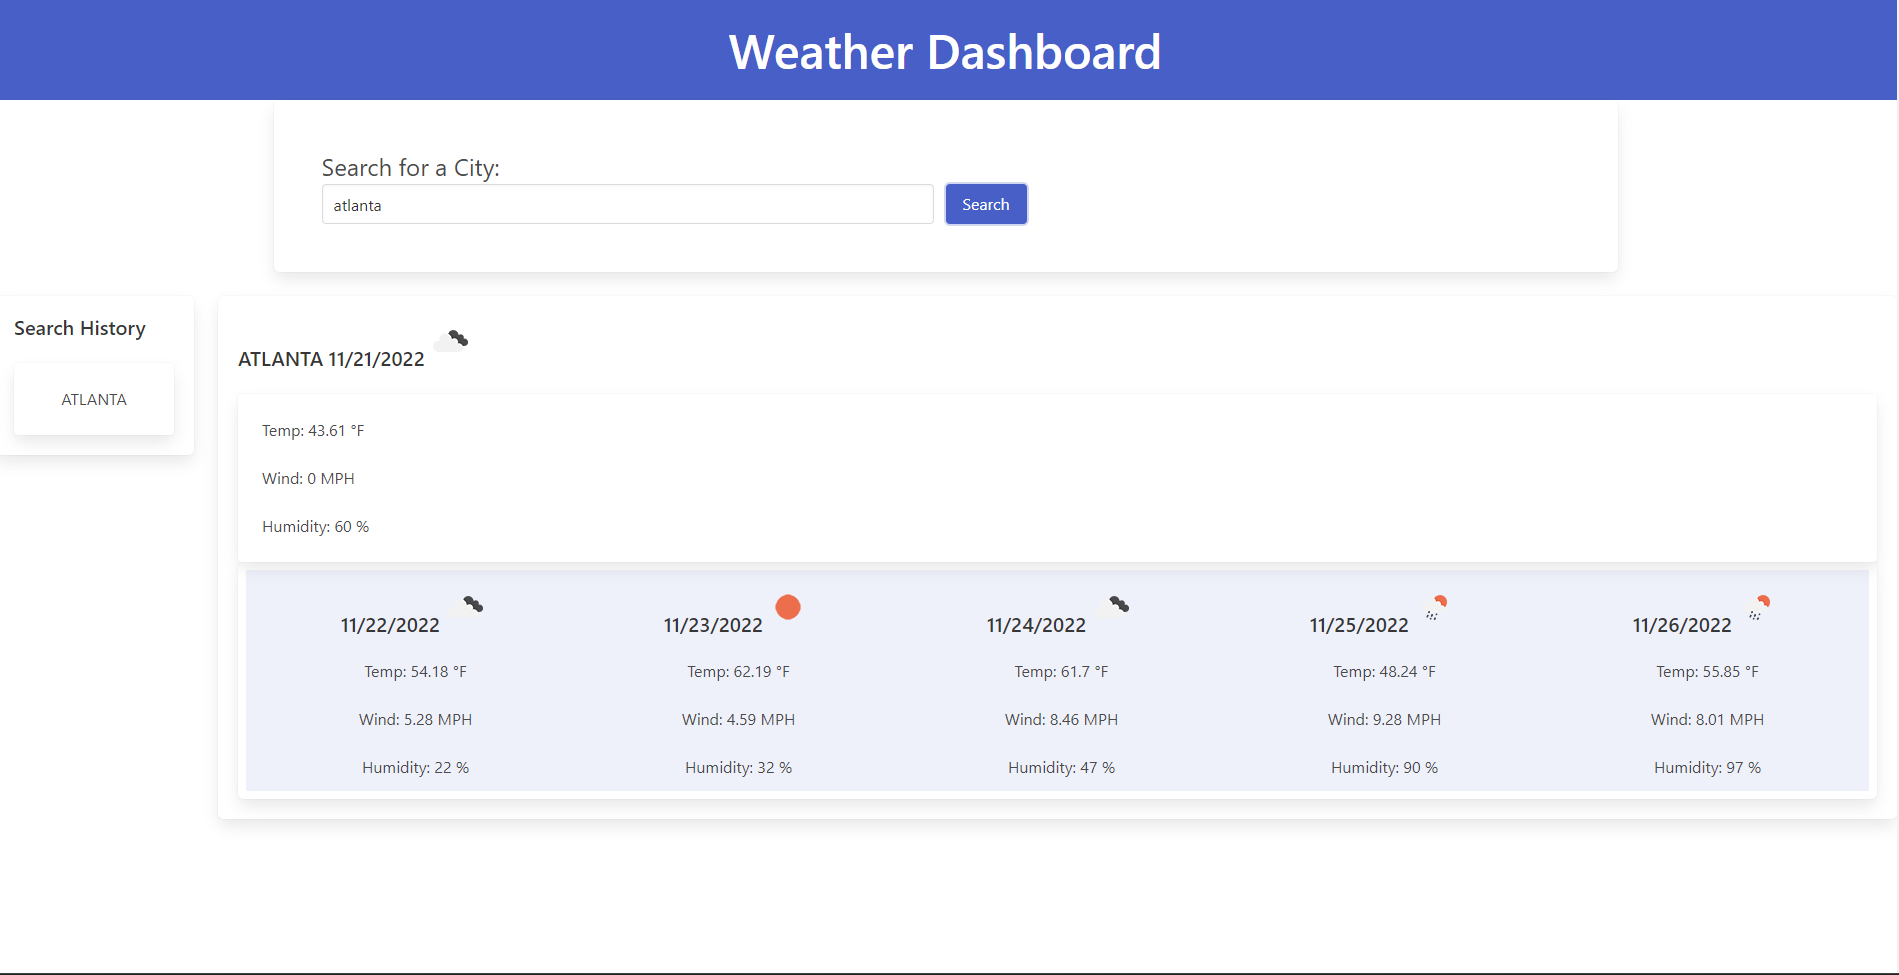 Weather Dashboard
Search for a City:
atlanta
Search
Search History
ATLANTA
ATLANTA 11/21/2022
Temp: 43.61 °F
Wind: 0 MPH
Humidity: 60 %
11/22/2022
Temp: 54.18 °F
Wind: 5.28 MPH
Humidity: 22 %
11/23/2022
Temp: 62.19 °F
Wind: 4.59 MPH
Humidity: 32 %
11/24/2022
Temp: 61.7 °F
Wind: 8.46 MPH
Humidity: 47 %
11/25/2022
Temp: 48.24 °F
Wind: 9.28 MPH
Humidity: 90 %
11/26/2022
Temp: 55.85 °F
Wind: 8.01 MPH
Humidity: 97 %